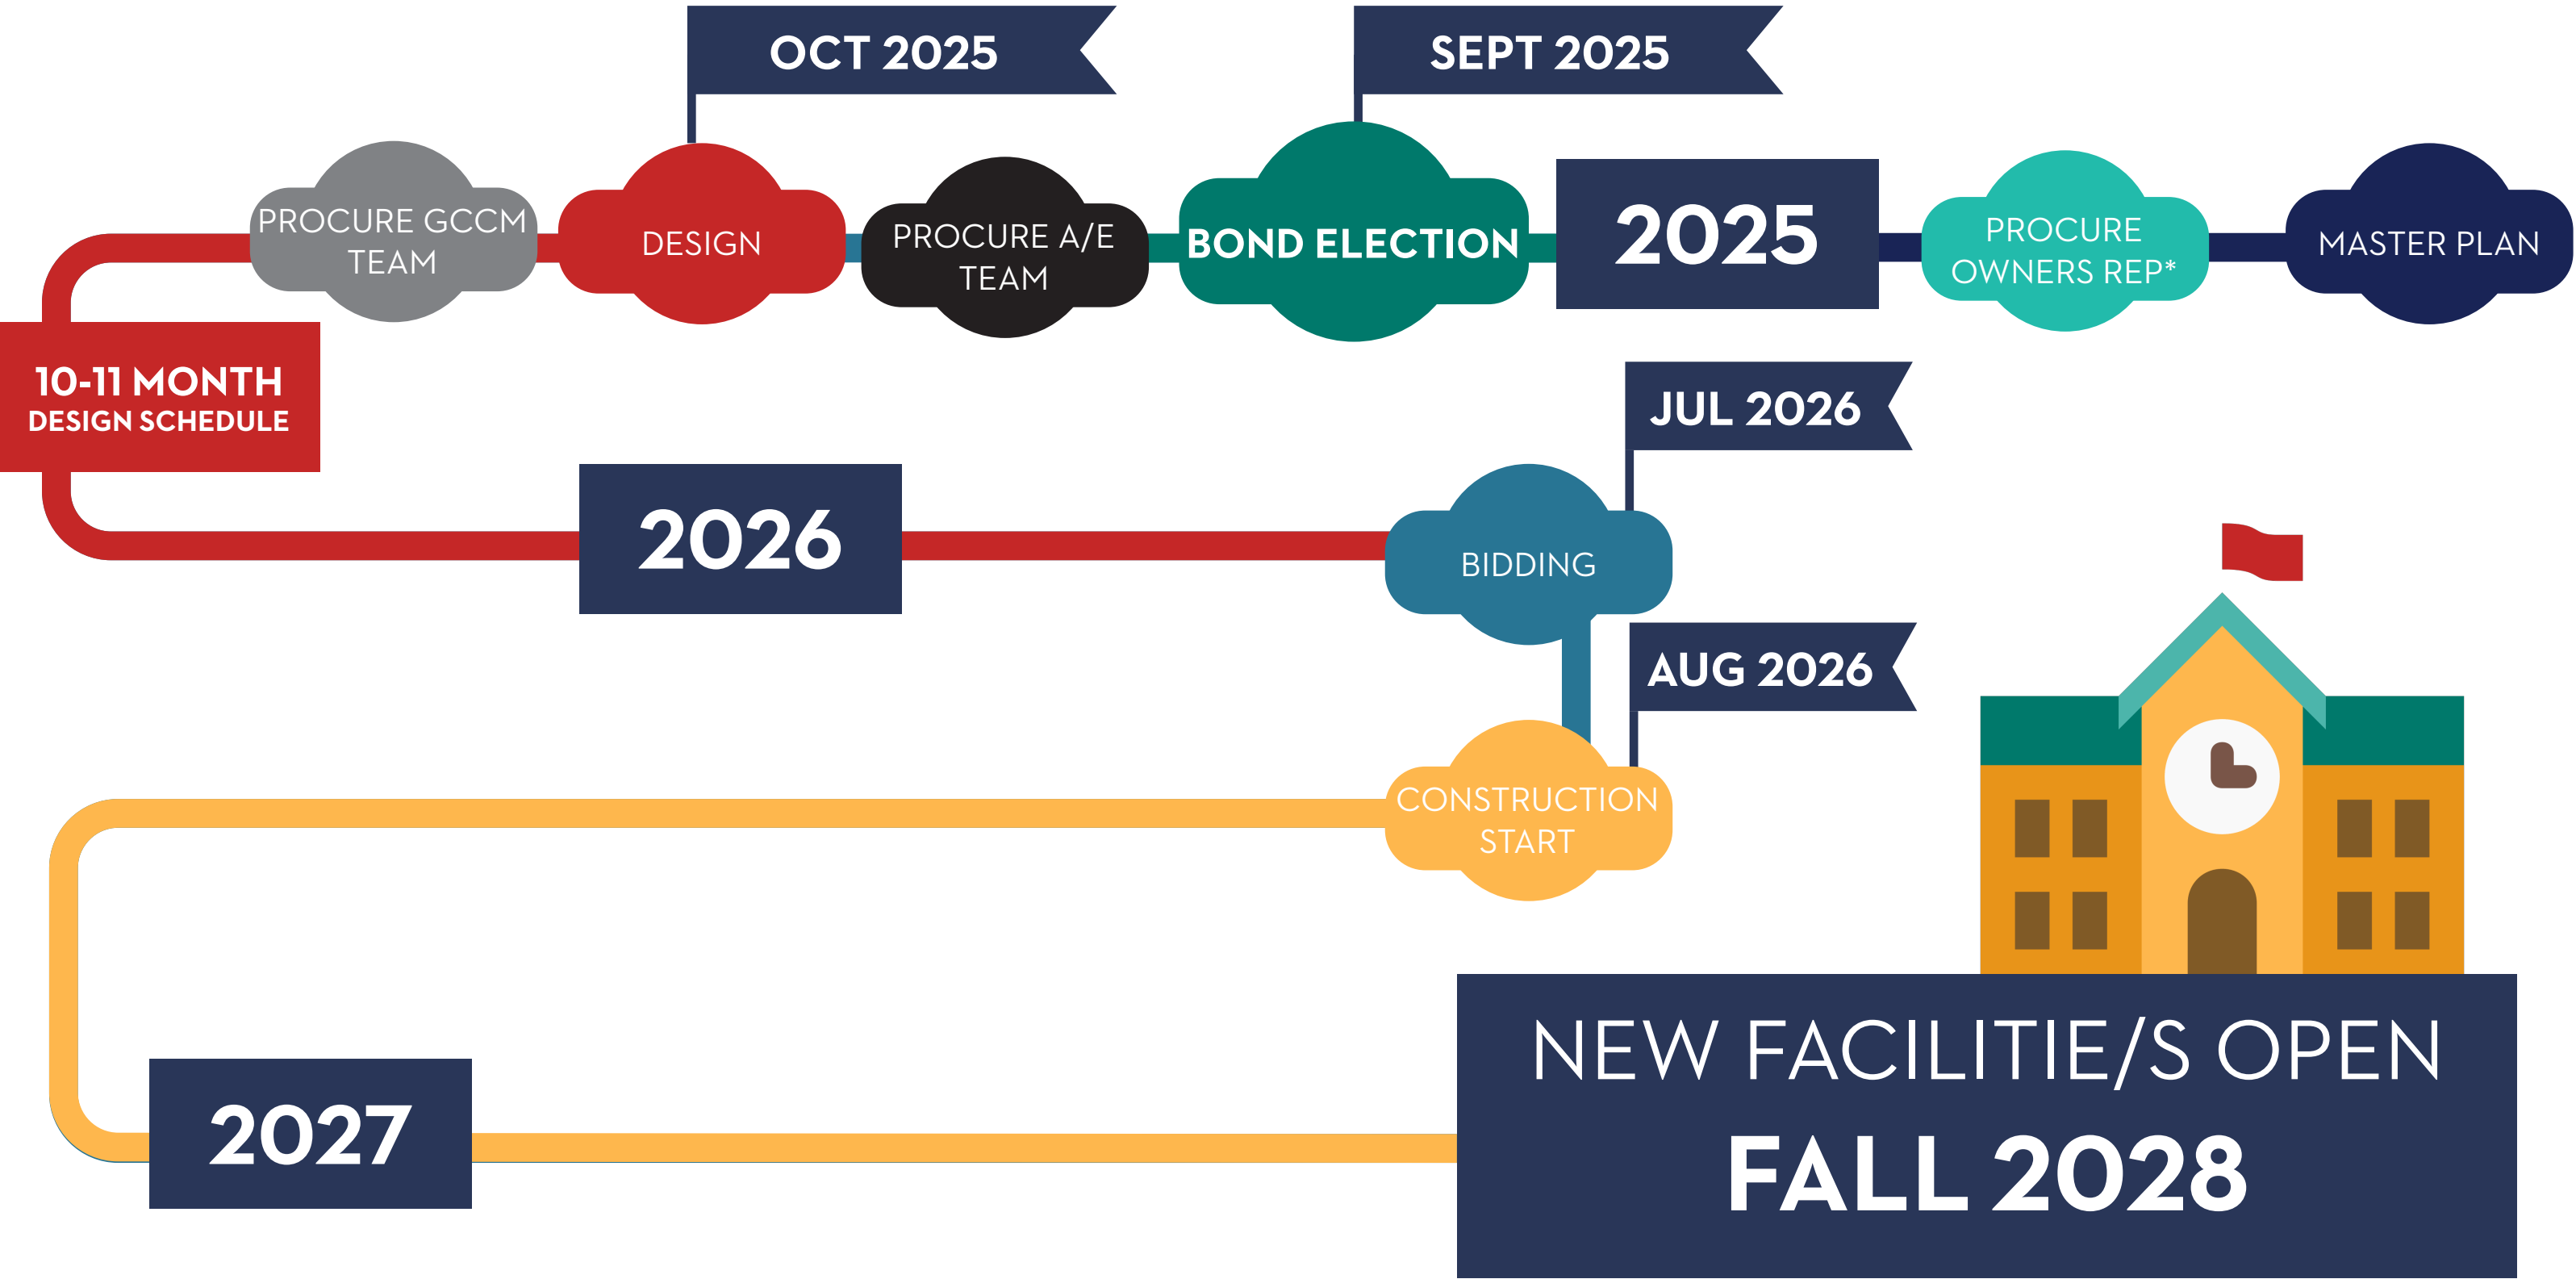 OCT 2025
SEPT 2025
PROCURE GCCM
TEAM
DESIGN
PROCURE A/E
TEAM
BOND ELECTION
2025
PROCURE
OWNERS REP*
MASTER PLAN
10-11 MONTH
DESIGN SCHEDULE
JUL 2026
2026
BIDDING
AUG 2026
CONSTRUCTION
START
2027
NEW FACILITIE/S OPEN
FALL 2028